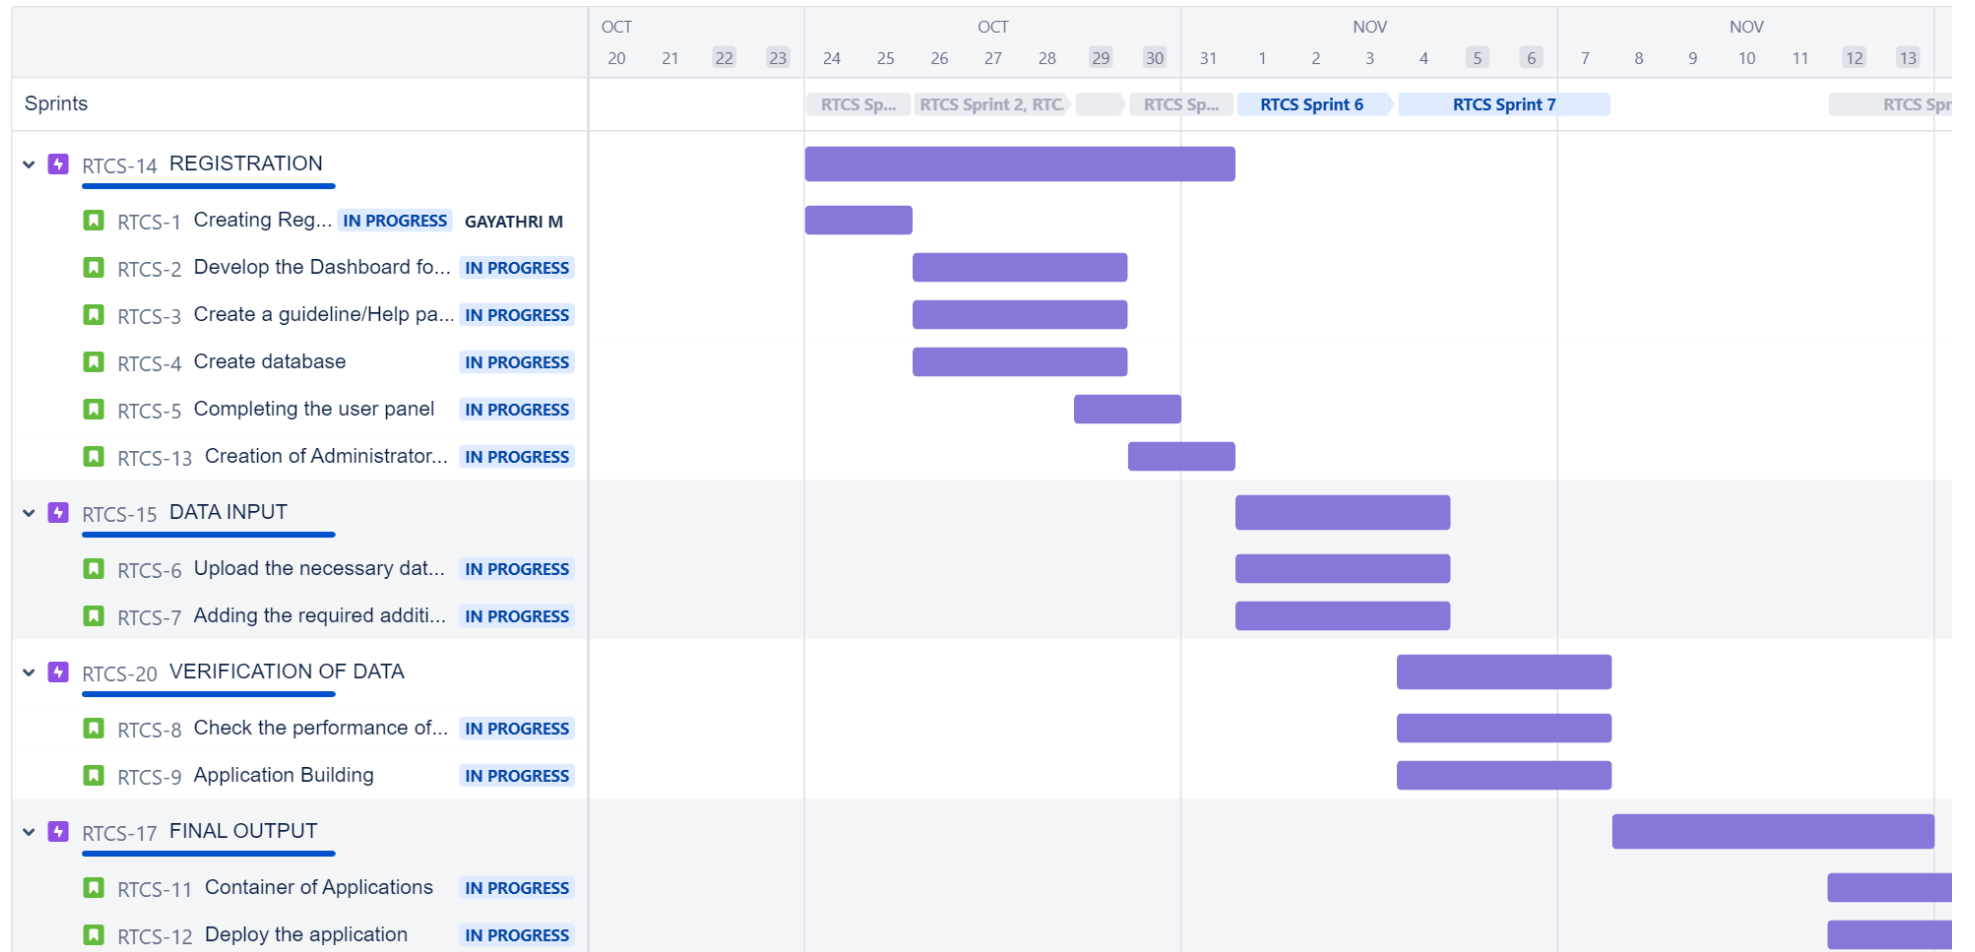 OCT OCT NOV NOV
20 21 22 23 24 25 26 27 28 29 30 31 1 2 3 4 5 6 7 8 9 10 11 12 13
Sprints RTCS Sp... RTCS Sprint 2, RTC RTCS Sp... RTCS Sprint 6 RTCS Sprint 7 RTCS Spr
RTCS-14 REGISTRATION
RTCS-1 Creating Reg... IN PROGRESS GAYATHRI M
RTCS-2 Develop the Dashboard fo... IN PROGRESS
RTCS-3 Create a guideline/Help pa... IN PROGRESS
RTCS-4 Create database IN PROGRESS
RTCS-5 Completing the user panel IN PROGRESS
RTCS-13 Creation of Administrator... IN PROGRESS
RTCS-15 DATA INPUT
RTCS-6 Upload the necessary dat... IN PROGRESS
RTCS-7 Adding the required additi... IN PROGRESS
RTCS-20 VERIFICATION OF DATA
RTCS-8 Check the performance of... IN PROGRESS
RTCS-9 Application Building IN PROGRESS
RTCS-17 FINAL OUTPUT
RTCS-11 Container of Applications IN PROGRESS
RTCS-12 Deploy the application IN PROGRESS